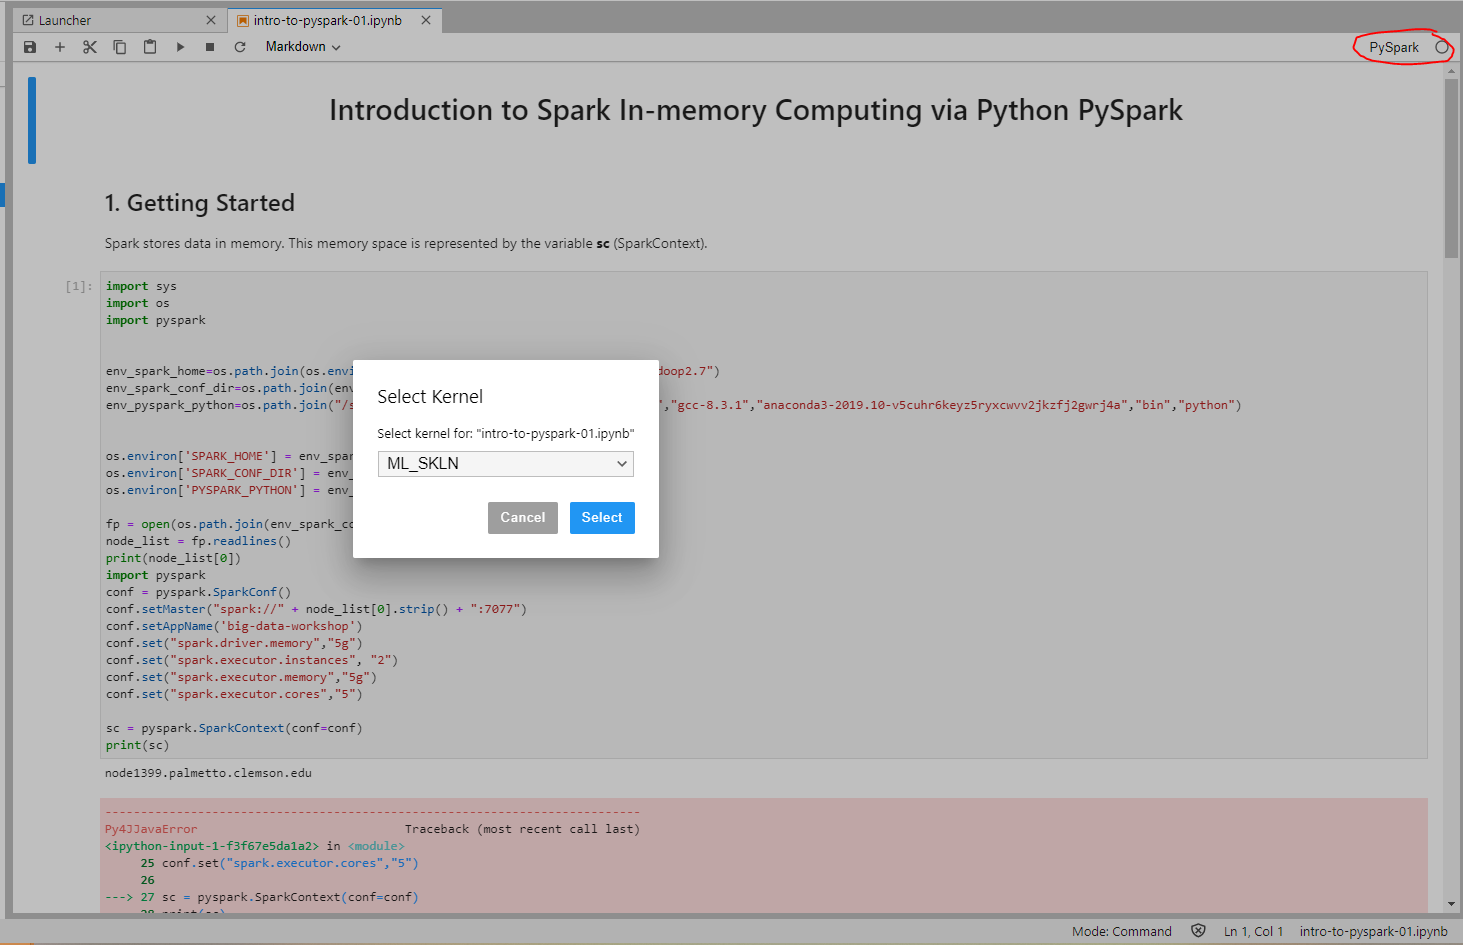 Launcher
intro-to-pyspark-01.ipynb
Markdown
PySpark
Introduction to Spark In-memory Computing via Python PySpark
1. Getting Started
Spark stores data in memory. This memory space is represented by the variable sc (SparkContext).
[1]:
import sys
import os
import pyspark
env_spark_home=os.path.join(os.envi doop2.7")
env_spark_conf_dir=os.path.join(env
env_pyspark_python=os.path.join("/s ,"gcc-8.3.1","anaconda3-2019.10-v5cuhr6keyz5ryxcwvv2jkzfj2gwrj4a","bin","python")
os.environ['SPARK_HOME'] = env_spar
os.environ['SPARK_CONF_DIR'] = env_
os.environ['PYSPARK_PYTHON'] = env_
fp = open(os.path.join(env_spark_co
node_list = fp.readlines()
print(node_list[0])
import pyspark
conf = pyspark.SparkConf()
conf.setMaster("spark://" + node_list[0].strip() + ":7077")
conf.setAppName('big-data-workshop')
conf.set("spark.driver.memory","5g")
conf.set("spark.executor.instances", "2")
conf.set("spark.executor.memory","5g")
conf.set("spark.executor.cores","5")
sc = pyspark.SparkContext(conf=conf)
print(sc)
Select Kernel
Select kernel for: "intro-to-pyspark-01.ipynb"
ML_SKLN
Cancel Select
node1399.palmetto.clemson.edu
---------------------------------------------------------------------------
Py4JJavaError Traceback (most recent call last)
<ipython-input-1-f3f67e5da1a2> in <module>
25 conf.set("spark.executor.cores","5")
26
---> 27 sc = pyspark.SparkContext(conf=conf)
28 print(sc)
Mode: Command
Ln 1, Col 1
intro-to-pyspark-01.ipynb